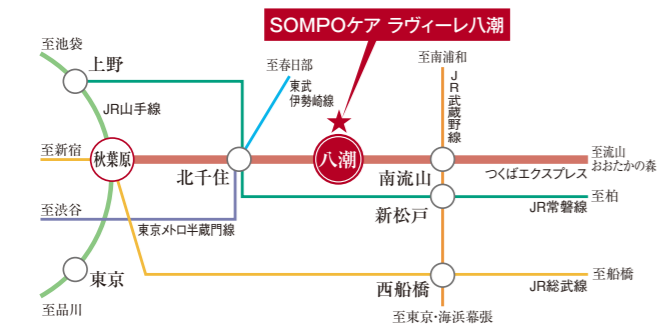 SOMPOケア ラヴィーレ八潮
至池袋
上野
至春日部
至南浦和
東武
伊勢崎線
JR武蔵野線
JR山手線
至新宿
秋葉原
北千住
八潮
南流山
つくばエクスプレス
至流山
おおたかの森
至渋谷
東京メトロ半蔵門線
新松戸
JR常磐線
至柏
東京
西船橋
JR総武線
至船橋
至品川
至東京・海浜幕張